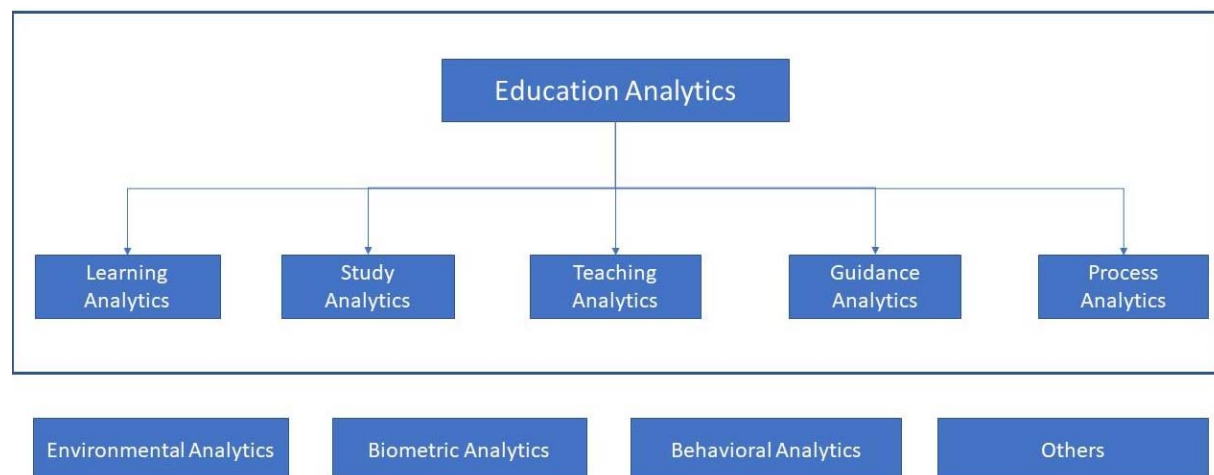 Education Analytics
Learning
Analytics
Study
Analytics
Teaching
Analytics
Guidance
Analytics
Process
Analytics
Environmental Analytics
Biometric Analytics
Behavioral Analytics
Others